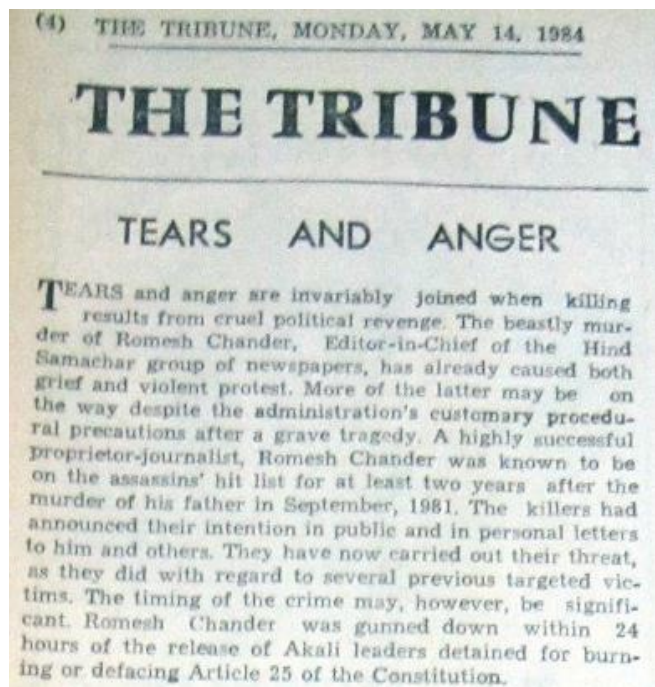 (4) THE TRIBUNE, MONDAY, MAY 14, 1984
THE TRIBUNE
TEARS AND ANGER
TEARS and anger are invariably joined when killing
results from cruel political revenge. The beastly mur-
der of Romesh Chander, Editor-in-Chief of the Hind
Samachar group of newspapers, has already caused both
grief and violent protest. More of the latter may be on
the way despite the administration's customary procedu-
ral precautions after a grave tragedy. A highly successful
proprietor-journalist, Romesh Chander was known to be
on the assassins' hit list for at least two years after the
murder of his father in September, 1981. The killers had
announced their intention in public and in personal letters
to him and others. They have now carried out their threat,
as they did with regard to several previous targeted vic-
tims. The timing of the crime may, however, be signifi-
cant. Romesh Chander was gunned down within 24
hours of the release of Akali leaders detained for burn-
ing or defacing Article 25 of the Constitution.